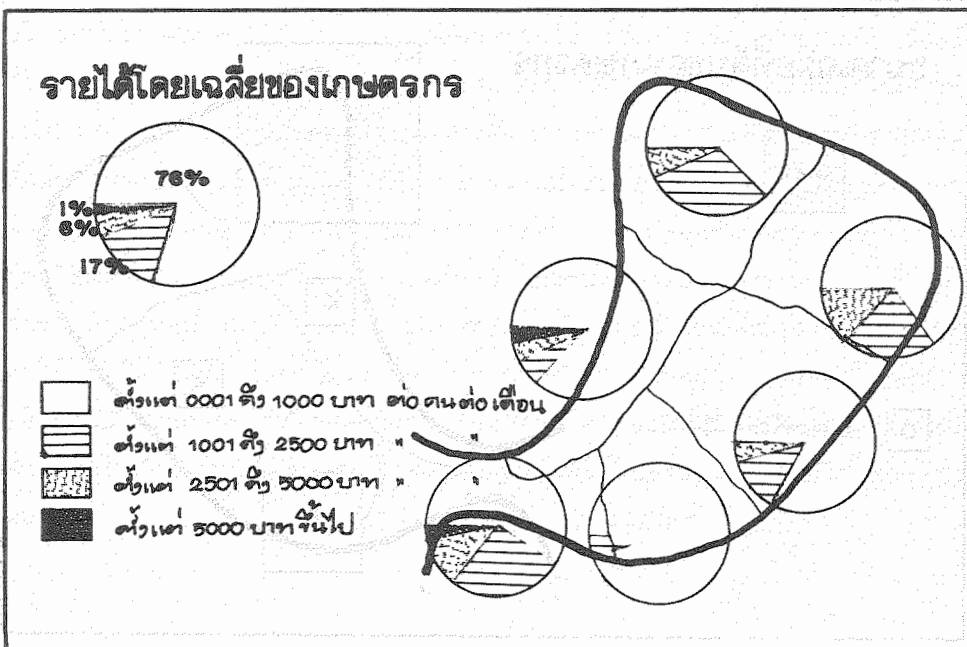 รายได้โดยเฉลี่ยของเกษตรกร
76%
1%
6%
17%
ตั้งแต่ 0001 ถึง 1000 บาท ต่อ คน ต่อ เดือน
ตั้งแต่ 1001 ถึง 2500 บาท " "
ตั้งแต่ 2501 ถึง 5000 บาท " "
ตั้งแต่ 5000 บาท ขึ้นไป